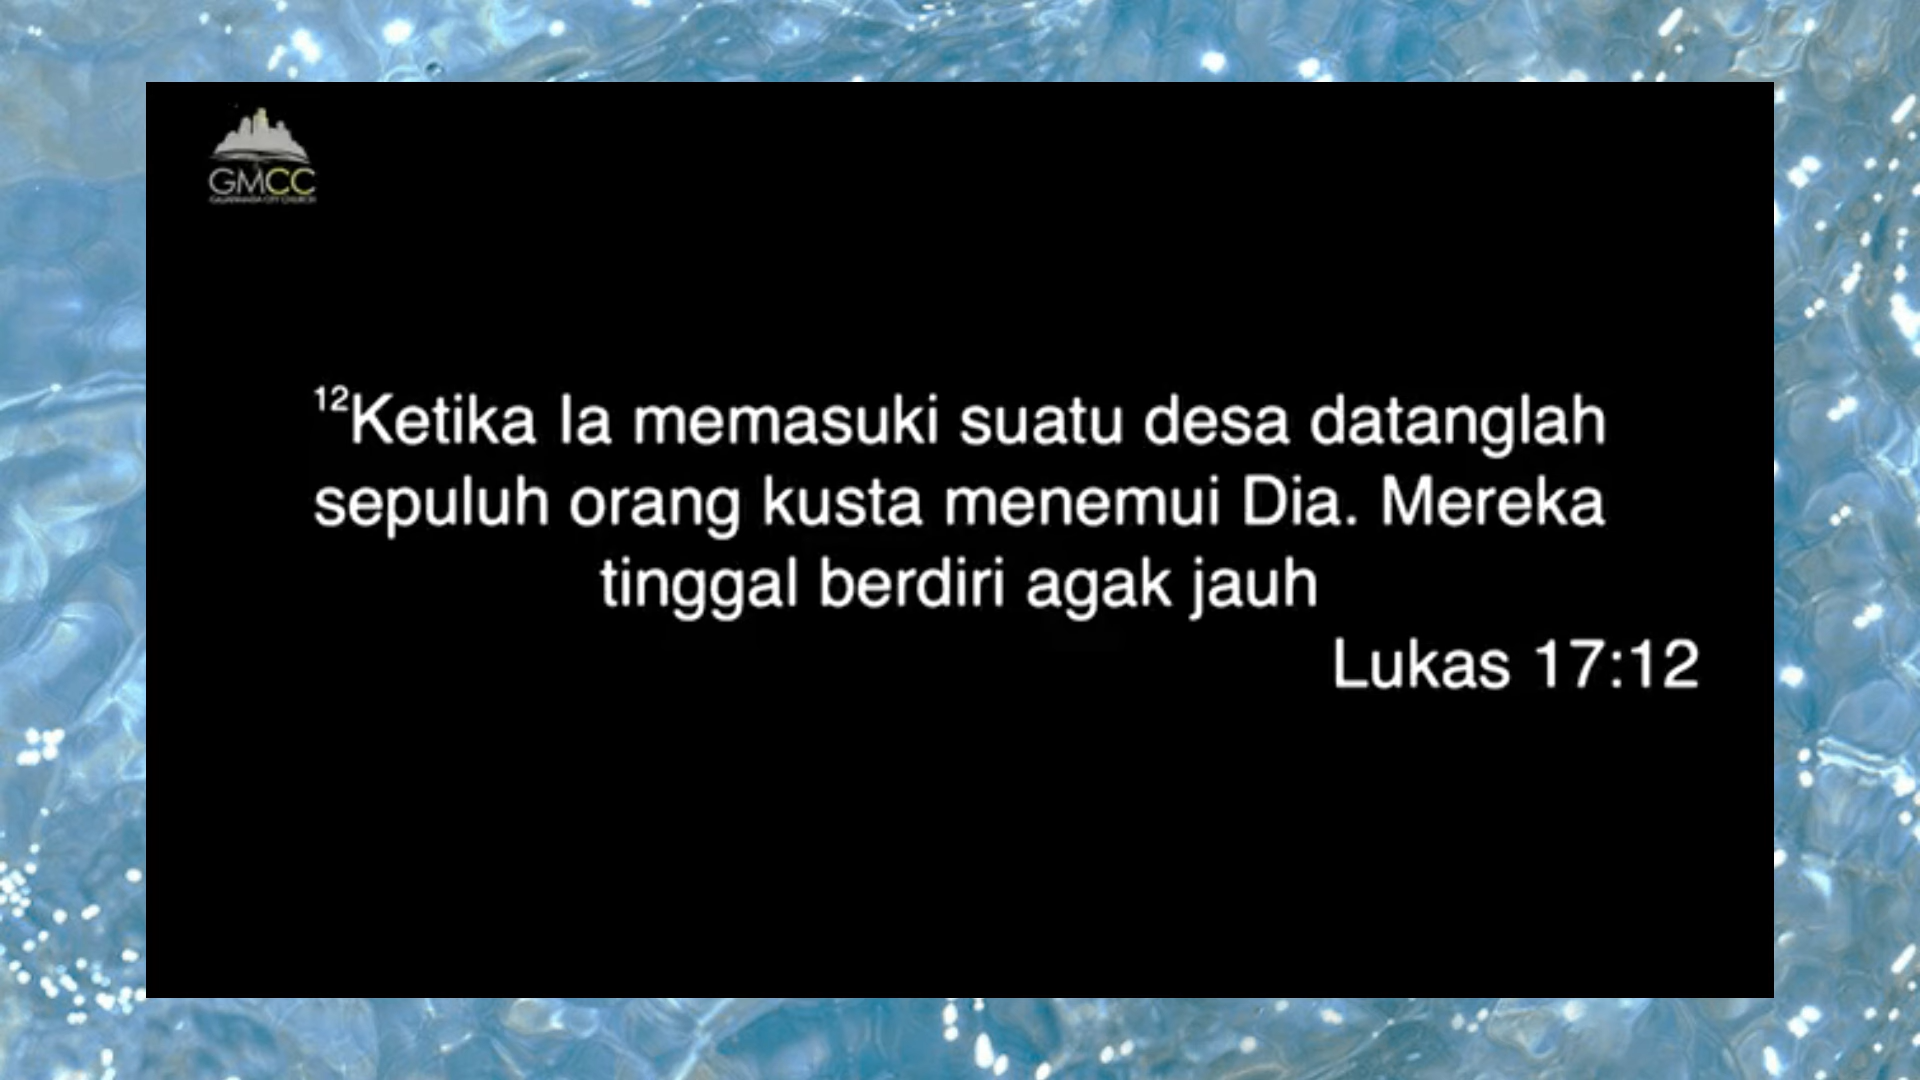 GMCC
¹²Ketika Ia memasuki suatu desa datanglah
sepuluh orang kusta menemui Dia. Mereka
tinggal berdiri agak jauh
Lukas 17:12